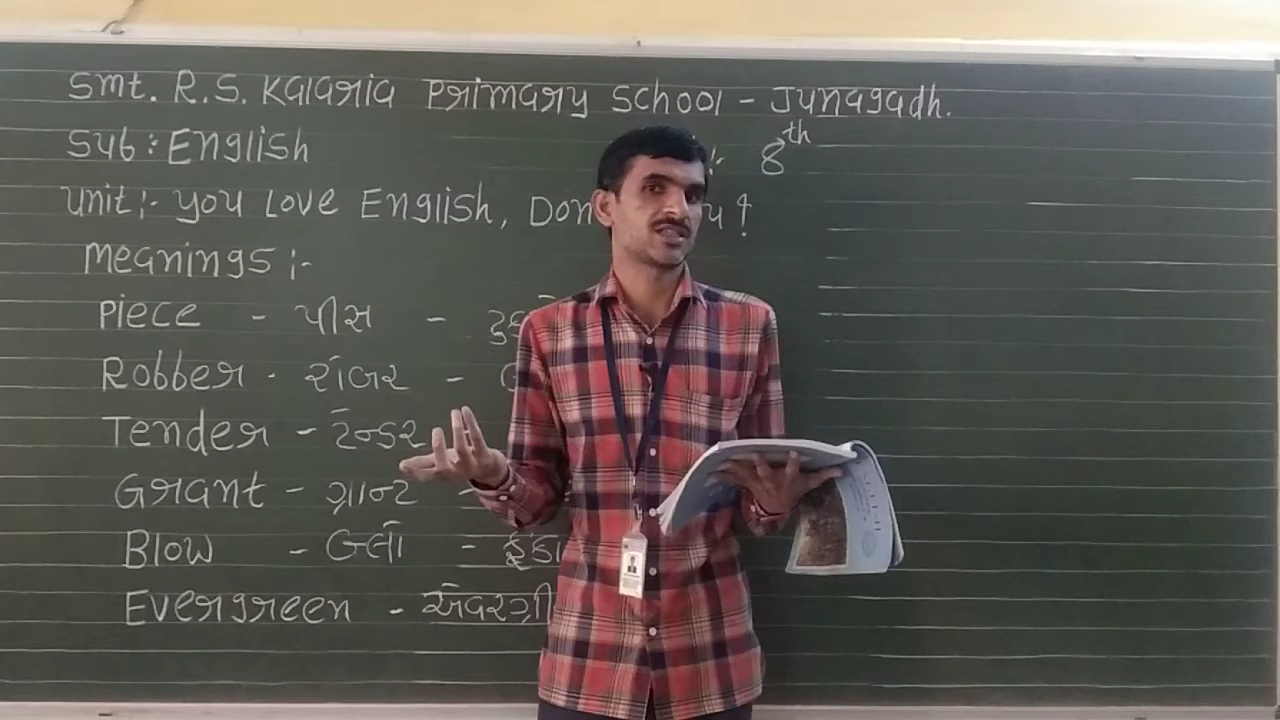 Smt. R.S. Kalaria Primary School - Junagadh.
Sub : English
:- 8th
Unit :- You Love English, Don y ?
Meanings :-
Piece - પીસ -
Robber - રોબર -
Tender - ટેન્ડર
Grant - ગ્રાન્ટ -
Blow - બ્લો -
Evergreen - એવરગ્રી